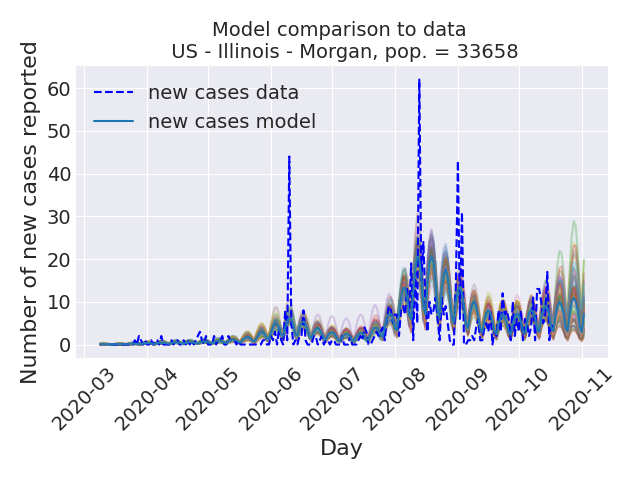 Model comparison to data
US - Illinois - Morgan, pop. = 33658
Number of new cases reported
60
50
40
30
20
10
0
new cases data
new cases model
2020-03
2020-04
2020-05
2020-06
2020-07
2020-08
2020-09
2020-10
2020-11
Day